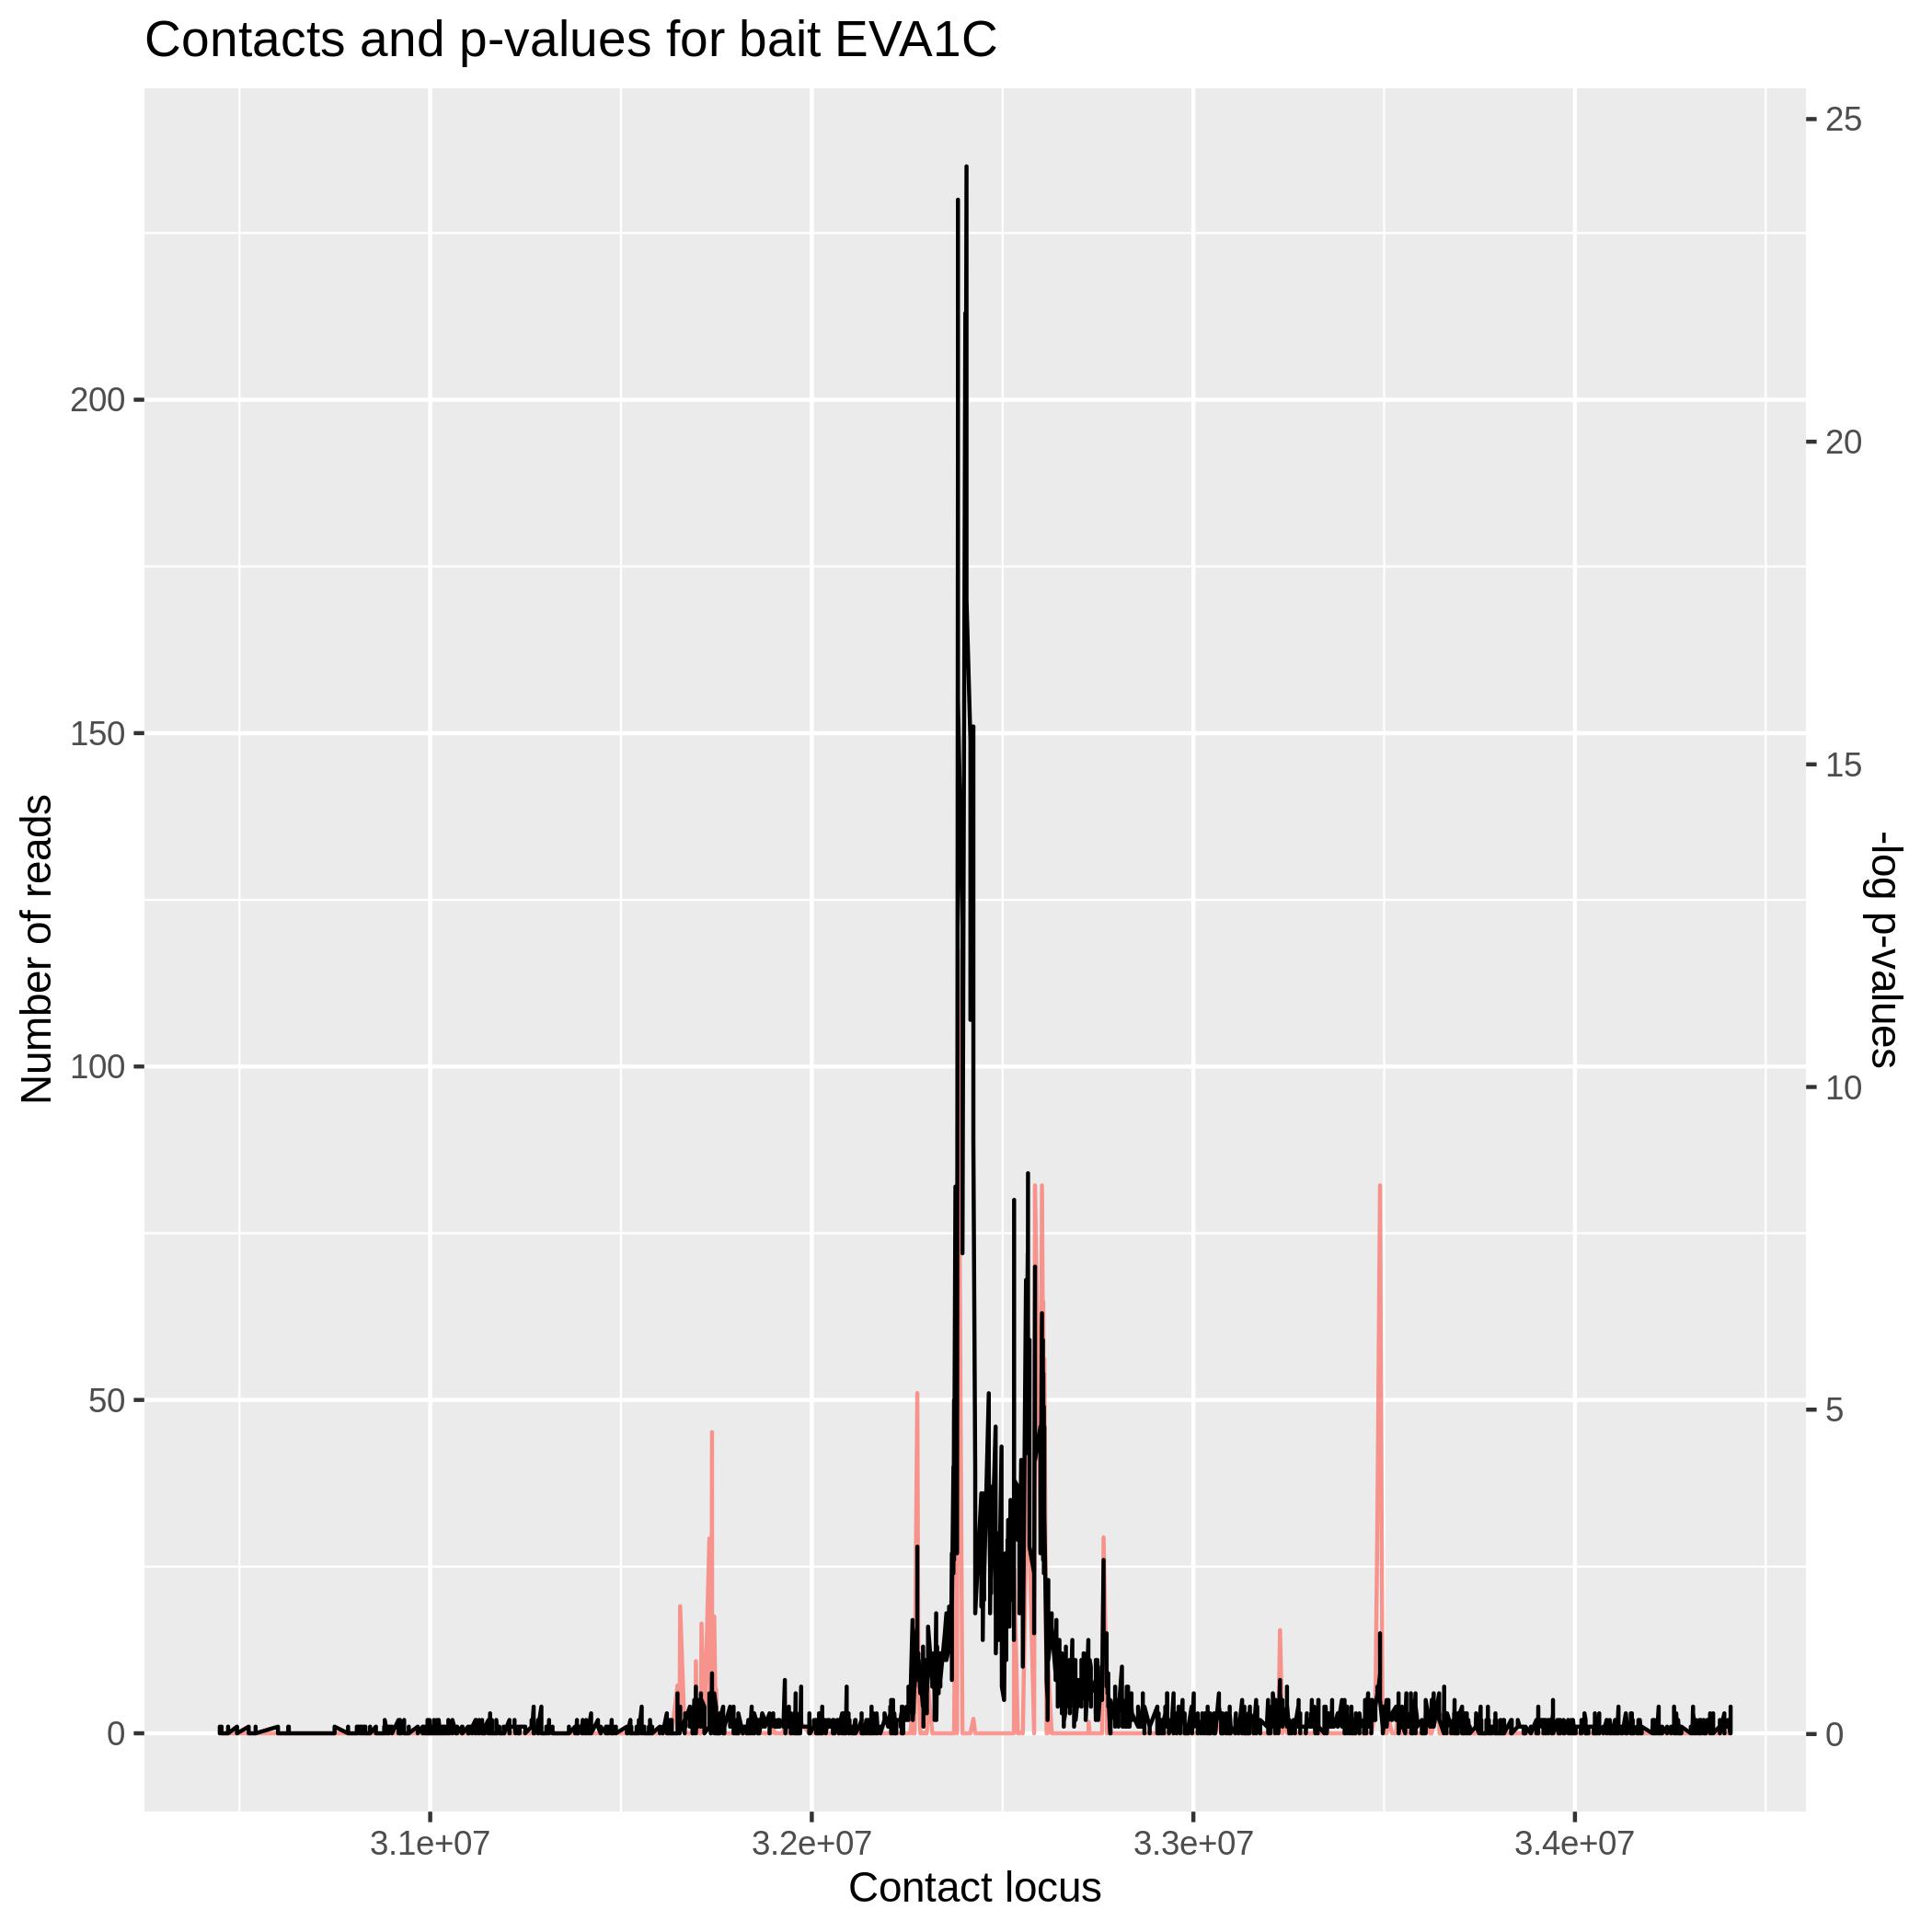 Contacts and p-values for bait EVA1C
Number of reads
200
150
100
50
0
25
20
15
10
5
0
-log p-values
3.1e+07
3.2e+07
3.3e+07
3.4e+07
Contact locus